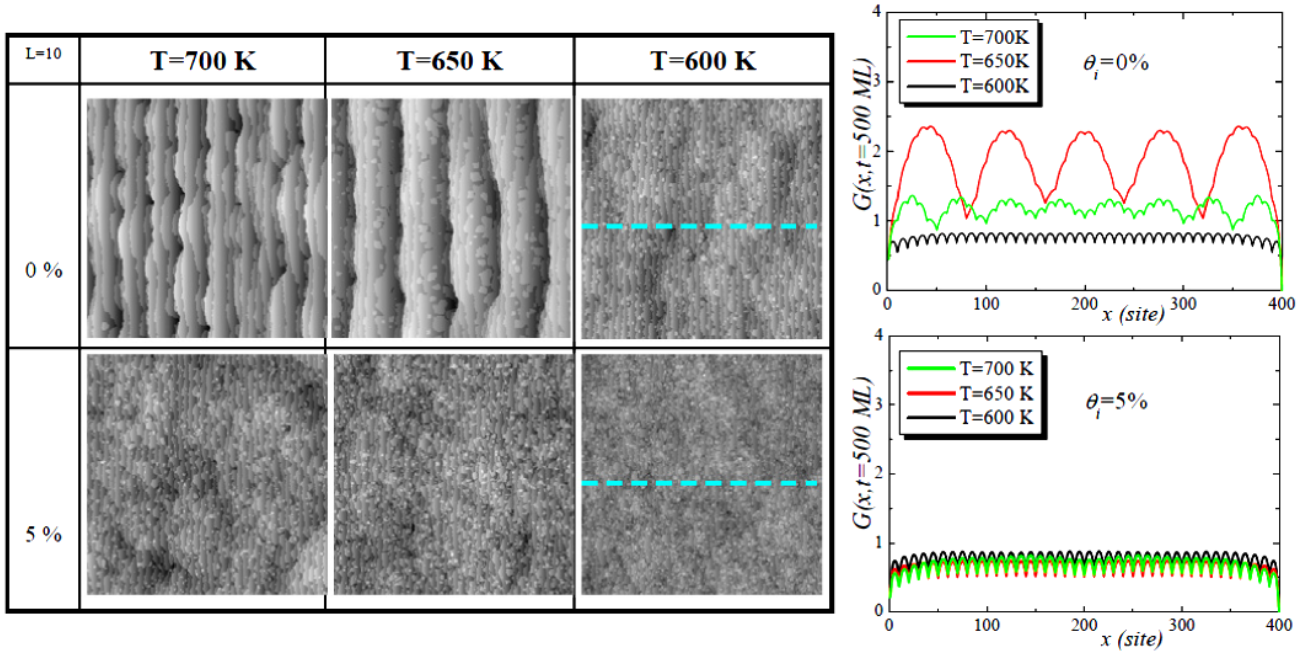 L=10
T=700 K
T=650 K
T=600 K
0 %
5 %
G(x,t=500 ML)
4
3
2
1
0
T=700K
T=650K
T=600K
θi=0%
0
100
200
300
400
x (site)
G(x,t=500 ML)
4
3
2
1
0
T=700 K
T=650 K
T=600 K
θi=5%
0
100
200
300
400
x (site)